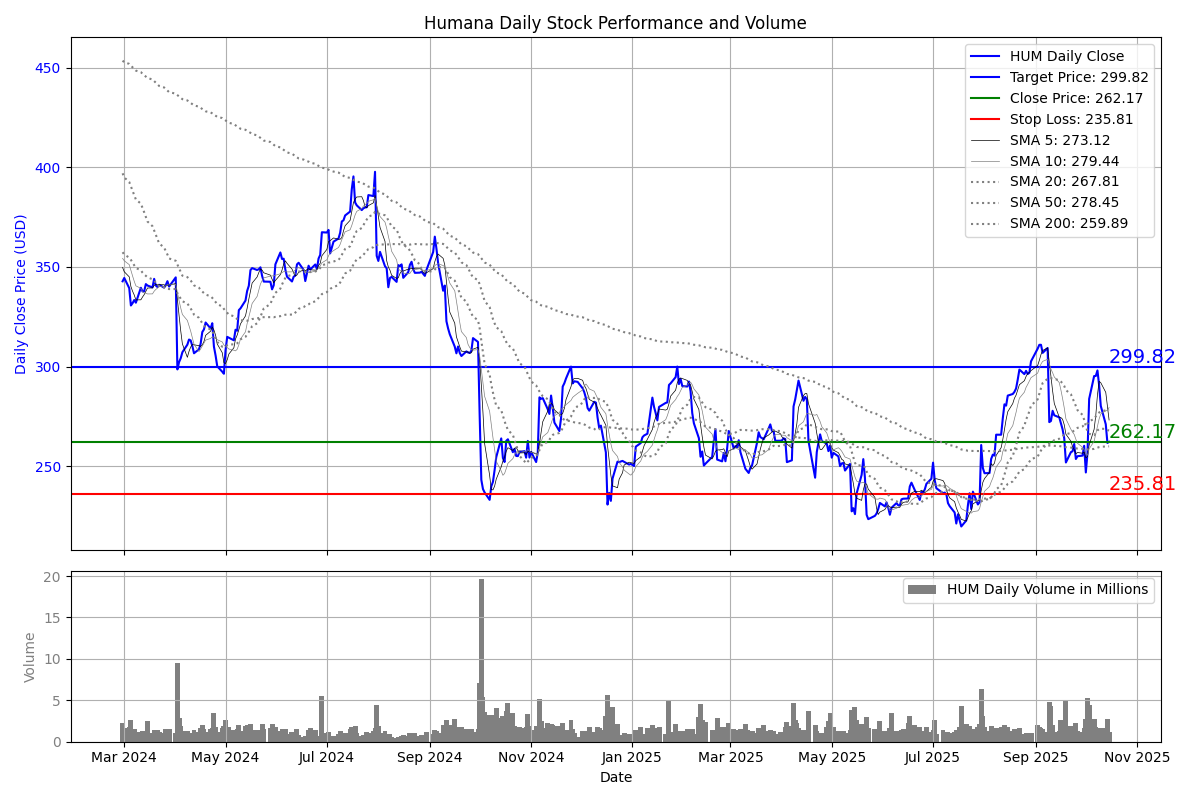 Humana Daily Stock Performance and Volume
450
400
350
300
250
Daily Close Price (USD)
HUM Daily Close
Target Price: 299.82
Close Price: 262.17
Stop Loss: 235.81
SMA 5: 273.12
SMA 10: 279.44
SMA 20: 267.81
SMA 50: 278.45
SMA 200: 259.89
299.82
262.17
235.81
20
15
10
5
0
Volume
HUM Daily Volume in Millions
Mar 2024 May 2024 Jul 2024 Sep 2024 Nov 2024 Jan 2025 Mar 2025 May 2025 Jul 2025 Sep 2025 Nov 2025
Date